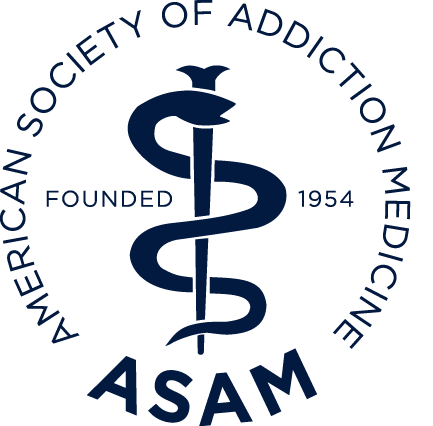 AMERICAN SOCIETY OF ADDICTION MEDICINE
FOUNDED 1954
ASAM